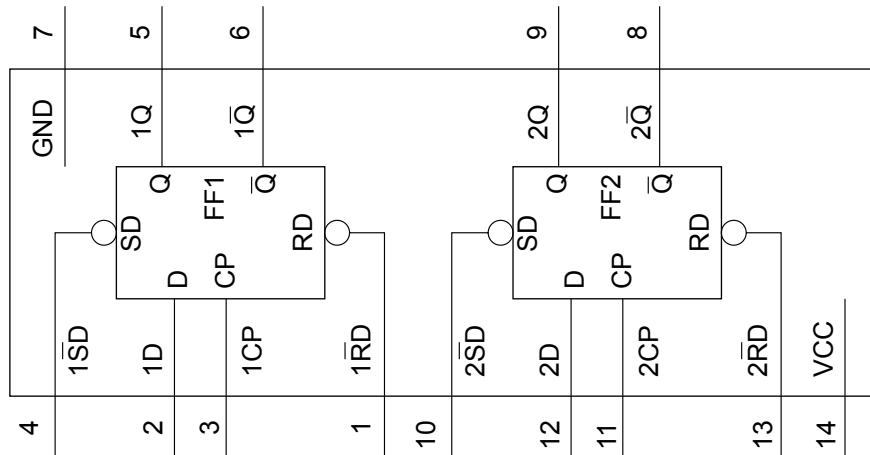 7
5
6
9
8
GND
1Q
1Q̅
2Q
2Q̅
Q
FF1
Q̅
Q
FF2
Q̅
SD
RD
SD
RD
D
CP
D
CP
1S̅D
1D
1CP
1R̅D
2S̅D
2D
2CP
2R̅D
VCC
4
2
3
1
10
12
11
13
14